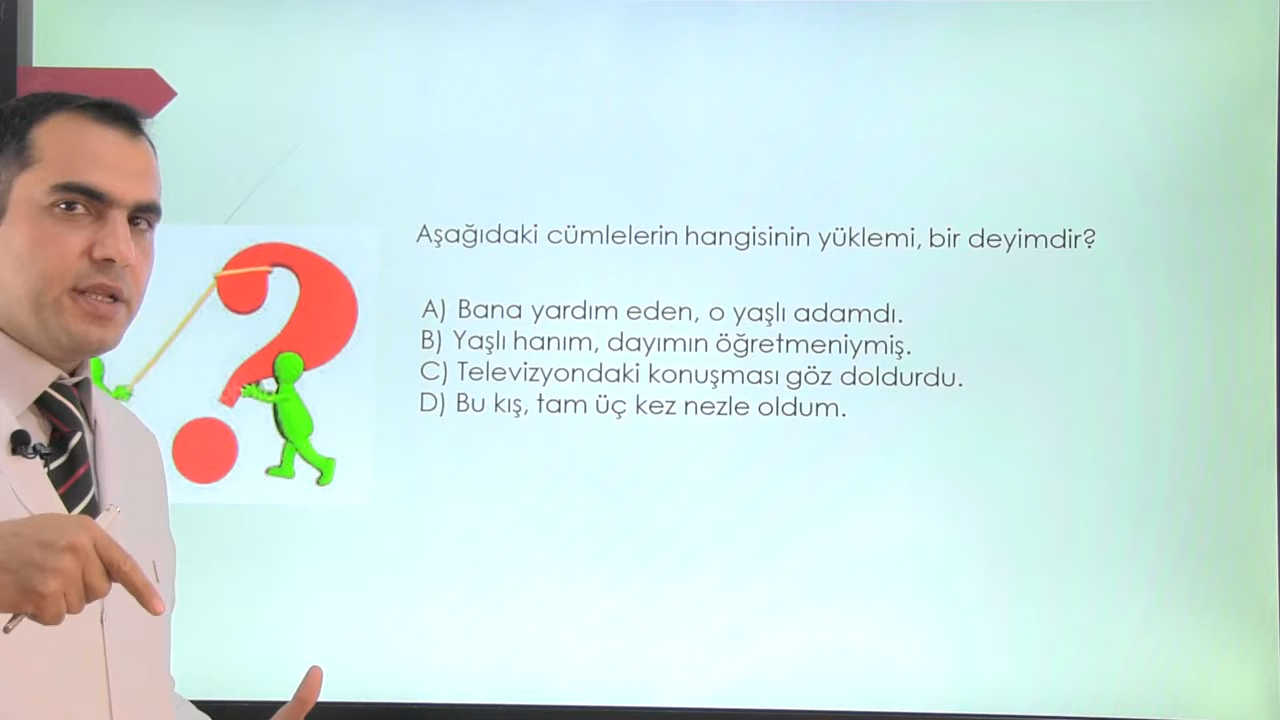 Aşağıdaki cümlelerin hangisinin yüklemi, bir deyimdir?
A) Bana yardım eden, o yaşlı adamdı.
B) Yaşlı hanım, dayımın öğretmeniymiş.
C) Televizyondaki konuşması göz doldurdu.
D) Bu kış, tam üç kez nezle oldum.